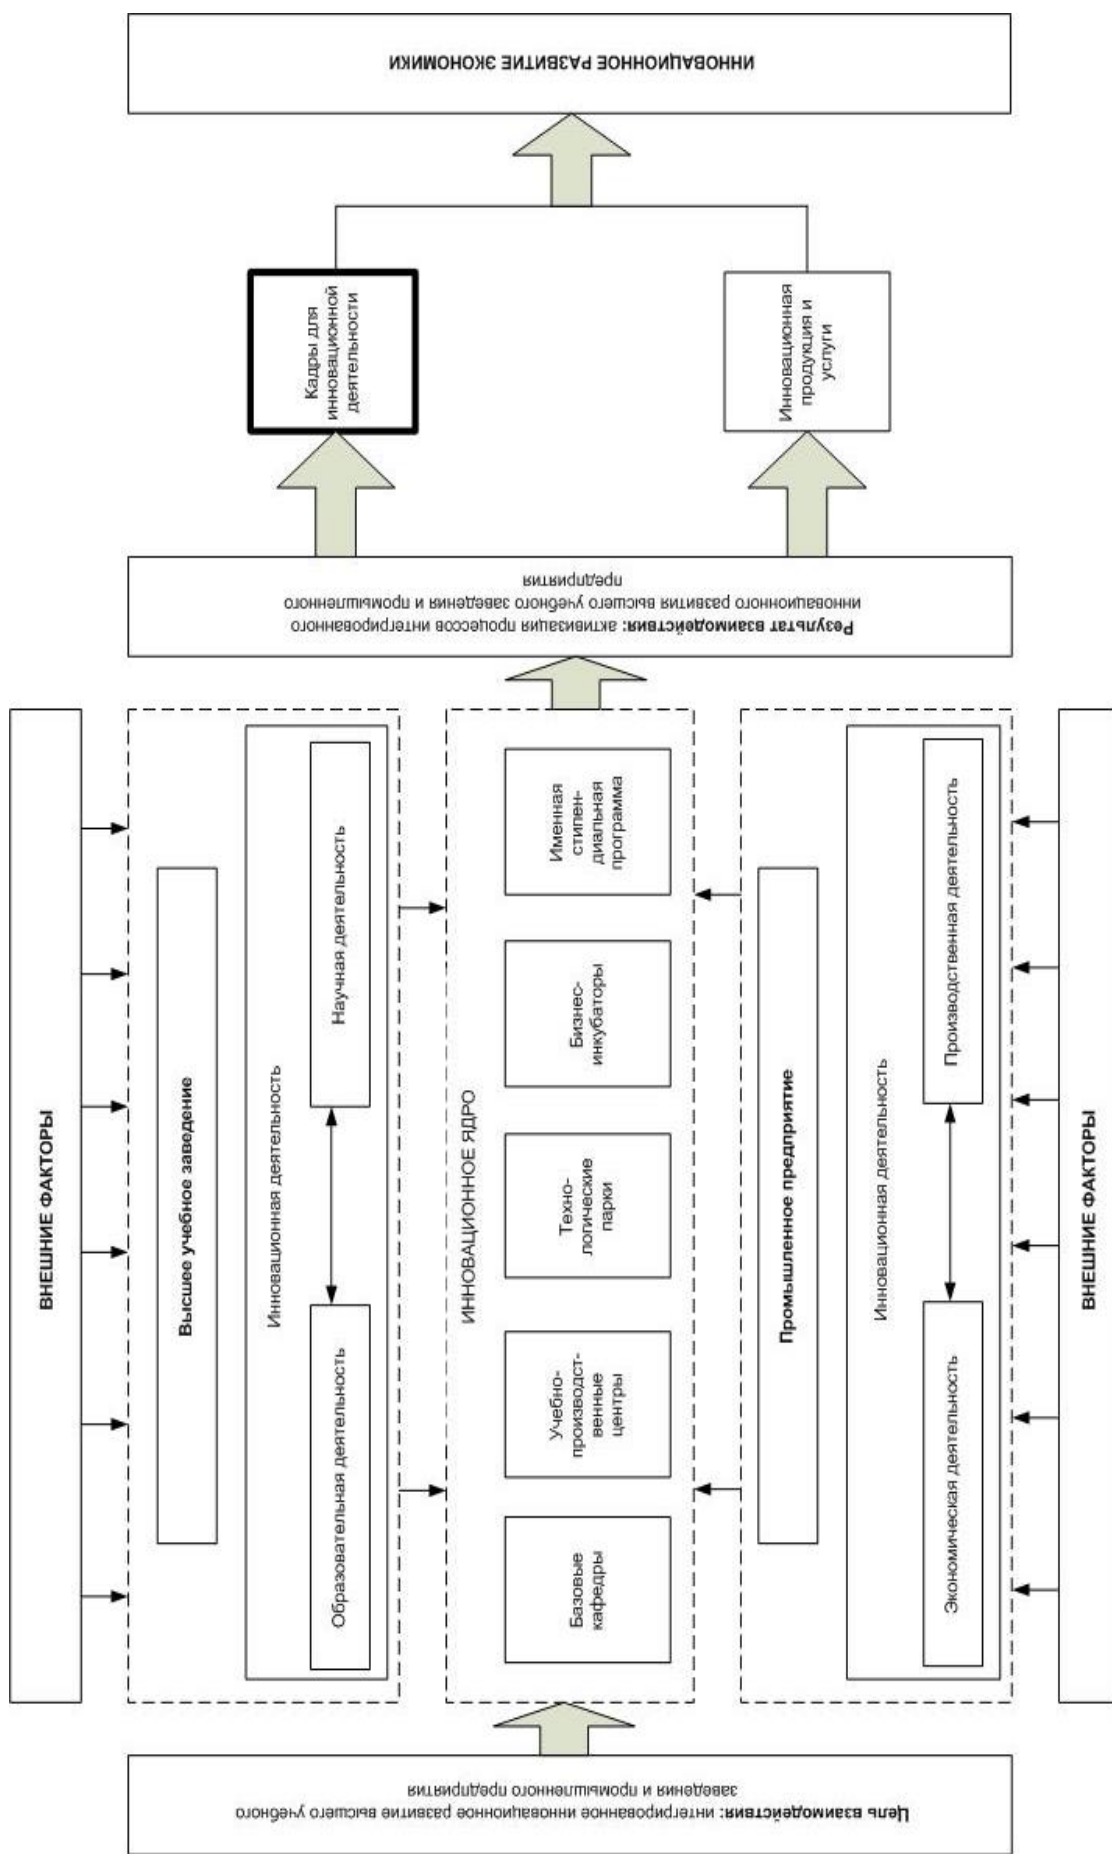 ВНЕШНИЕ ФАКТОРЫ
Высшее учебное заведение
Инновационная деятельность
Образовательная деятельность
Научная деятельность
Цель взаимодействия: интегрированное инновационное развитие высшего учебного
заведения и промышленного предприятия
ИННОВАЦИОННОЕ ЯДРО
Базовые
кафедры
Учебно-
производст-
венные
центры
Техно-
логические
парки
Бизнес-
инкубаторы
Именная
стипен-
диальная
программа
Промышленное предприятие
Инновационная деятельность
Экономическая деятельность
Производственная деятельность
ВНЕШНИЕ ФАКТОРЫ
Результат взаимодействия: активизация процессов интегрированного
инновационного развития высшего учебного заведения и промышленного
предприятия
Кадры для
инновационной
деятельности
Инновационная
продукция и
услуги
ИННОВАЦИОННОЕ РАЗВИТИЕ ЭКОНОМИКИ